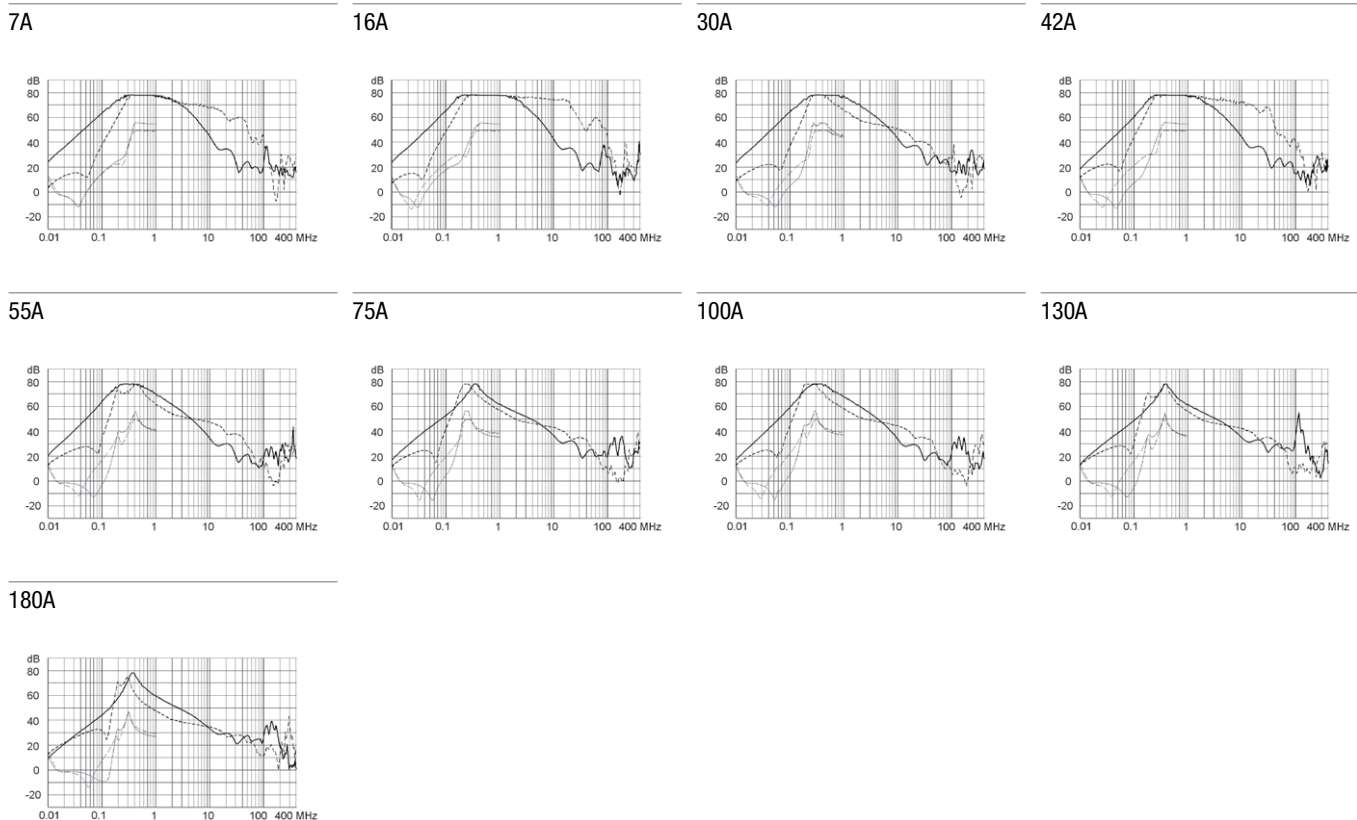 7A 16A 30A 42A
dB dB dB dB
80 80 80 80
60 60 60 60
40 40 40 40
20 20 20 20
0 0 0 0
-20 -20 -20 -20
0.01 0.1 1 10 100 400 MHz 0.01 0.1 1 10 100 400 MHz 0.01 0.1 1 10 100 400 MHz 0.01 0.1 1 10 100 400 MHz
55A 75A 100A 130A
dB dB dB dB
80 80 80 80
60 60 60 60
40 40 40 40
20 20 20 20
0 0 0 0
-20 -20 -20 -20
0.01 0.1 1 10 100 400 MHz 0.01 0.1 1 10 100 400 MHz 0.01 0.1 1 10 100 400 MHz 0.01 0.1 1 10 100 400 MHz
180A
dB
80
60
40
20
0
-20
0.01 0.1 1 10 100 400 MHz